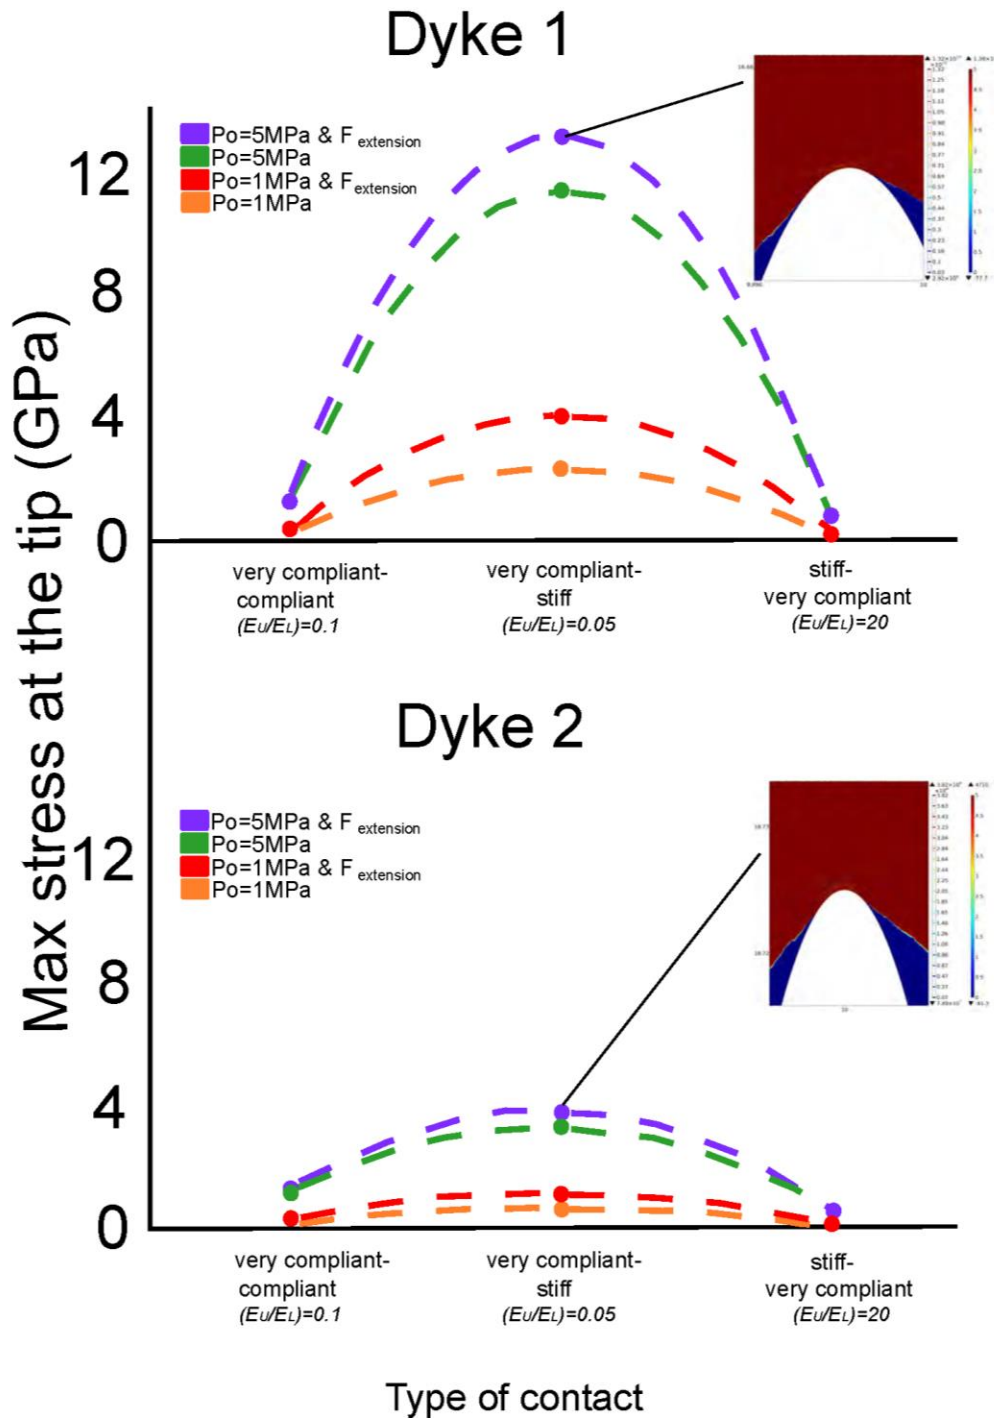 Dyke 1
Max stress at the tip (GPa)
Po=5MPa & F extension
Po=5MPa
Po=1MPa & F extension
Po=1MPa
12
8
4
0
very compliant-
compliant
(EU/EL)=0.1
very compliant-
stiff
(EU/EL)=0.05
stiff-
very compliant
(EU/EL)=20
Dyke 2
Po=5MPa & F extension
Po=5MPa
Po=1MPa & F extension
Po=1MPa
12
8
4
0
very compliant-
compliant
(EU/EL)=0.1
very compliant-
stiff
(EU/EL)=0.05
stiff-
very compliant
(EU/EL)=20
Type of contact